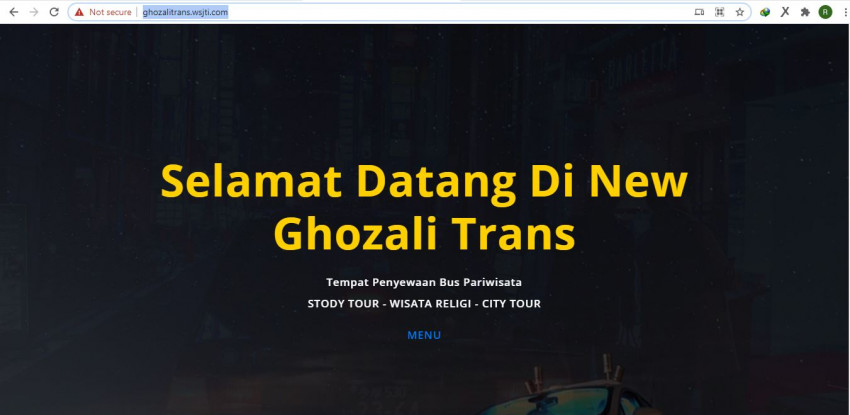 Not secure
ghozalitrans.wsjti.com
R
Selamat Datang Di New
Ghozali Trans
Tempat Penyewaan Bus Pariwisata
STODY TOUR - WISATA RELIGI - CITY TOUR
MENU